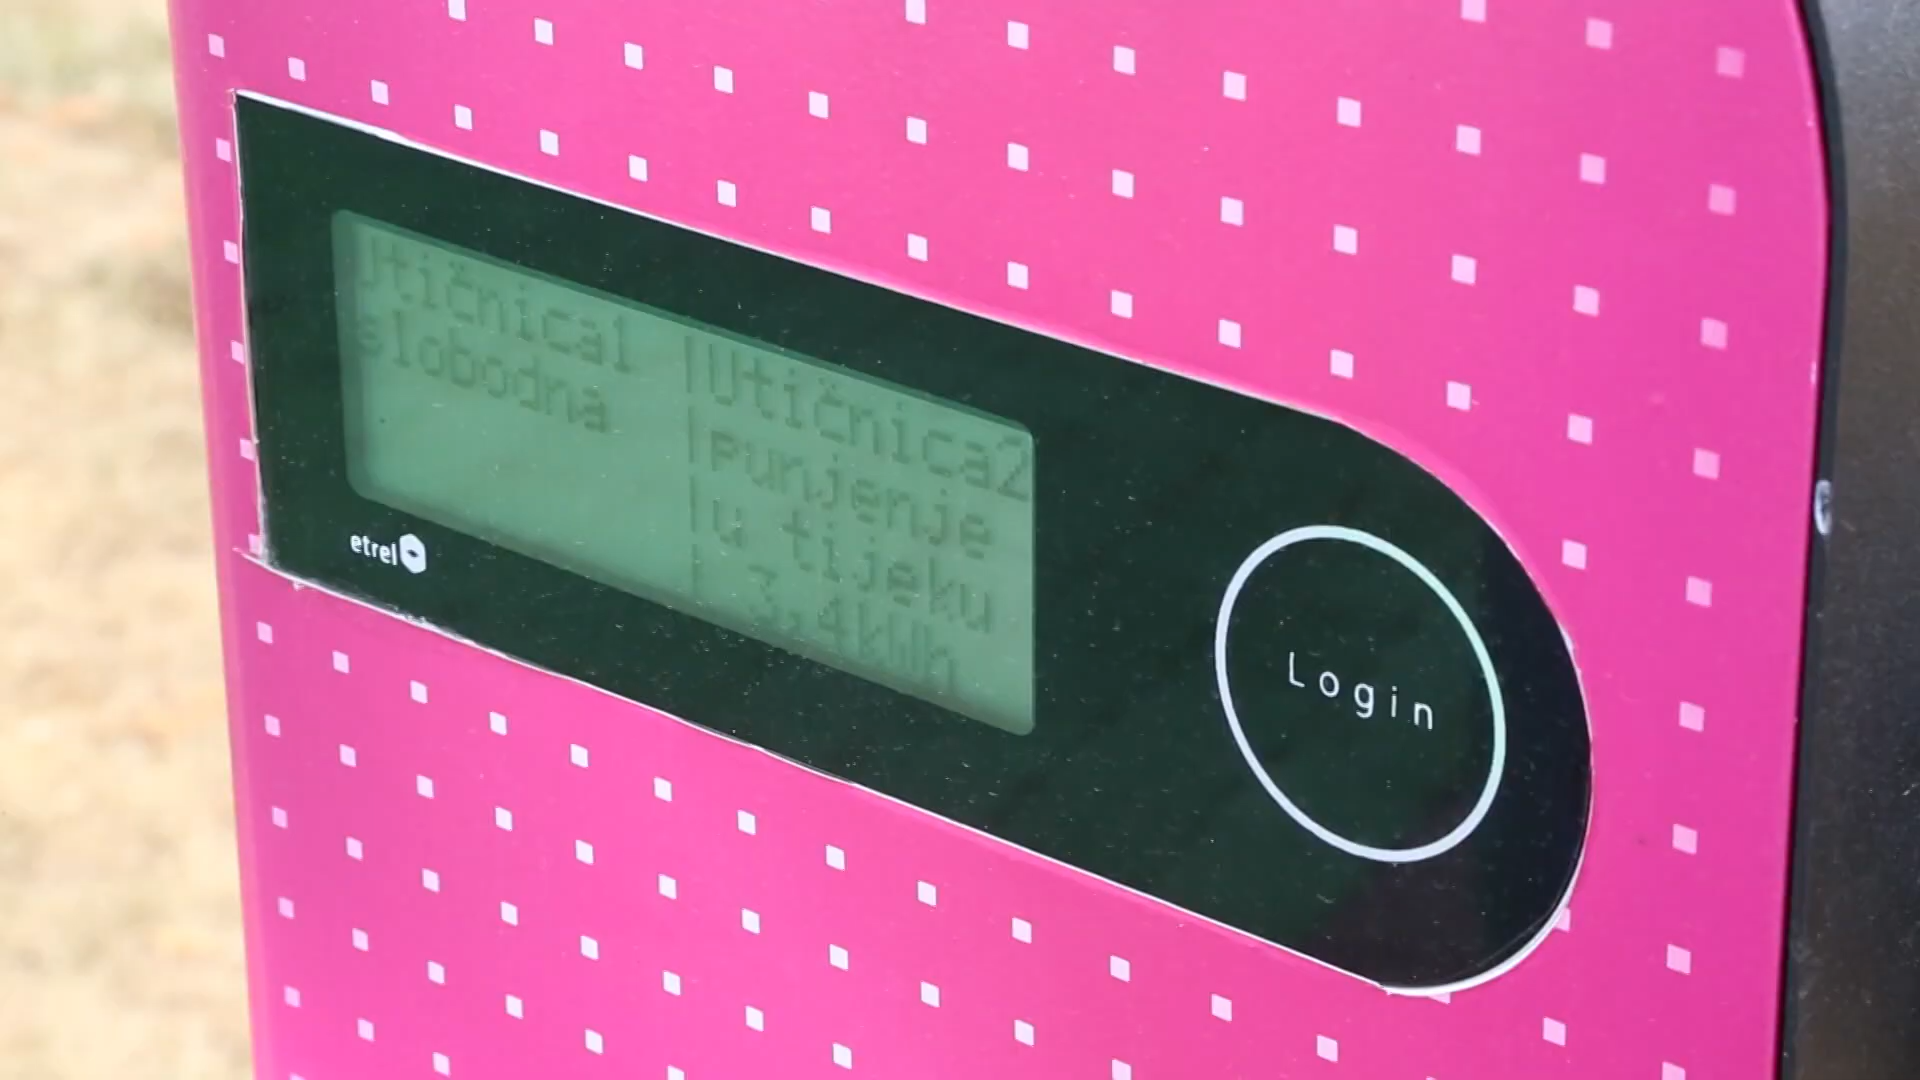 Utičnica1
slobodna
|Utičnica2
|punjenje
|u tijeku
| 3,4kWh
etrel
Login